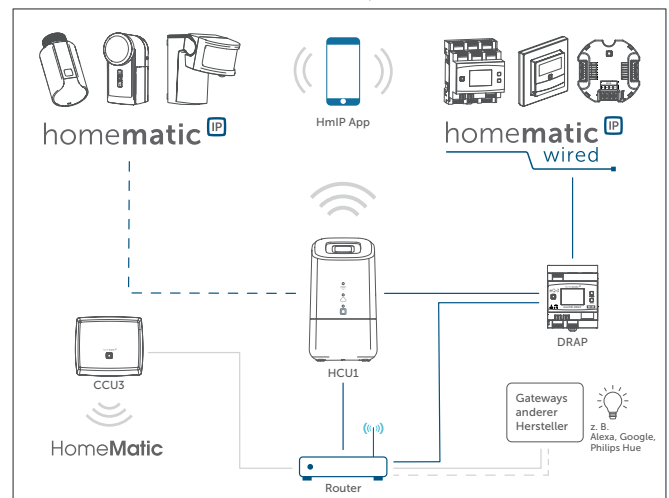 homematic IP
HmIP App
homematic IP
wired
HCU1
DRAP
CCU3
HomeMatic
Router
Gateways
anderer
Hersteller
z. B.
Alexa, Google,
Philips Hue